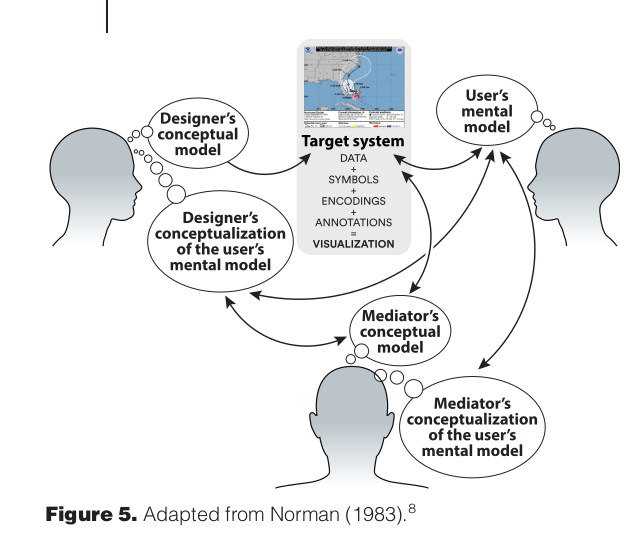 Designer's
conceptual
model
Target system
DATA
+
SYMBOLS
+
ENCODINGS
+
ANNOTATIONS
=
VISUALIZATION
User's
mental
model
Designer's
conceptualization
of the user's
mental model
Mediator's
conceptual
model
Mediator's
conceptualization
of the user's
mental model
Figure 5. Adapted from Norman (1983).⁸